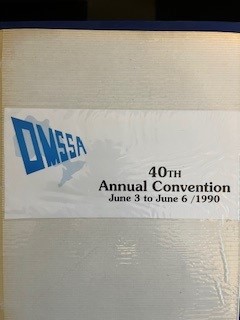 OMSSA
40TH
Annual Convention
June 3 to June 6 /1990